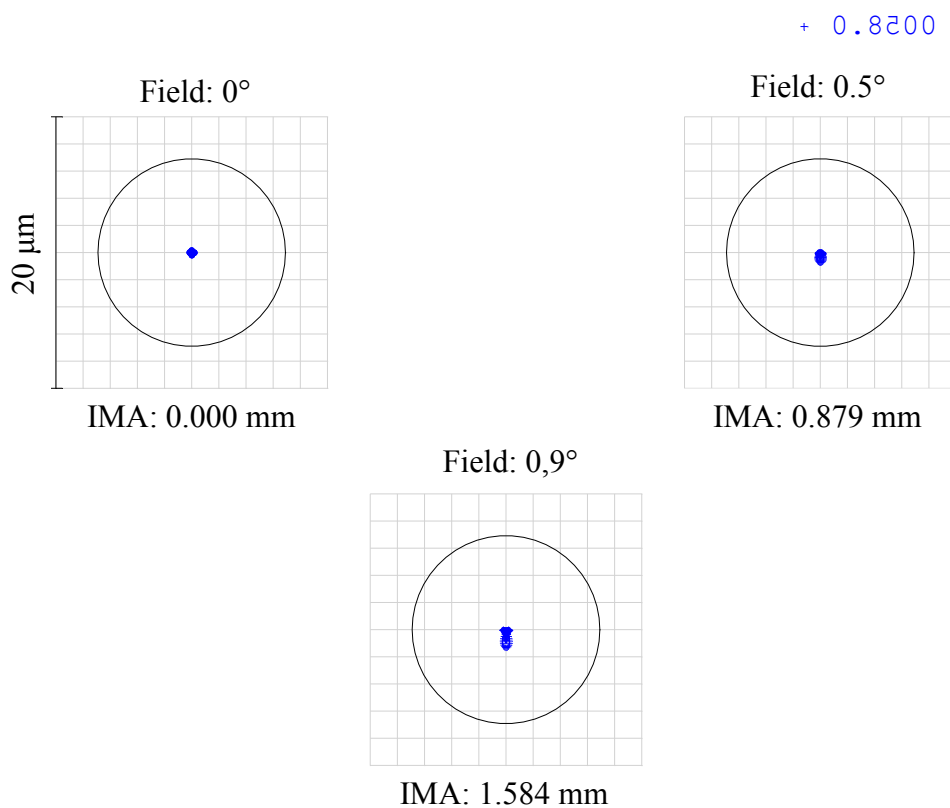 + 0.8500
Field: 0°
Field: 0.5°
20 µm
IMA: 0.000 mm
IMA: 0.879 mm
Field: 0,9°
IMA: 1.584 mm